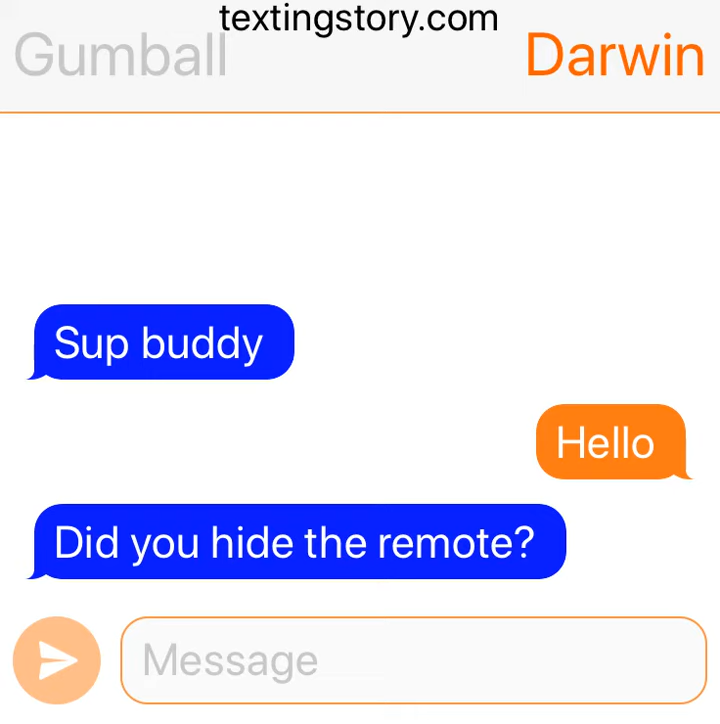 textingstory.com
Gumball Darwin
Sup buddy
Hello
Did you hide the remote?
Message